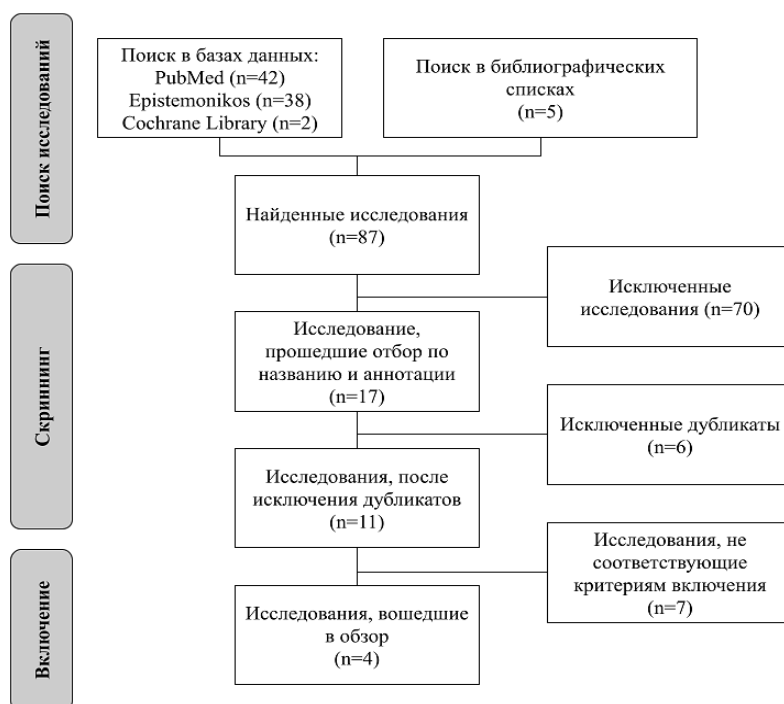 Поиск исследований
Поиск в базах данных:
PubMed (n=42)
Epistemonikos (n=38)
Cochrane Library (n=2)
Поиск в библиографических
списках
(n=5)
Найденные исследования
(n=87)
Скрининг
Исключенные
исследования (n=70)
Исследование,
прошедшие отбор по
названию и аннотации
(n=17)
Исключенные дубликаты
(n=6)
Исследования, после
исключения дубликатов
(n=11)
Исследования, не
соответствующие
критериям включения
(n=7)
Включение
Исследования, вошедшие
в обзор
(n=4)